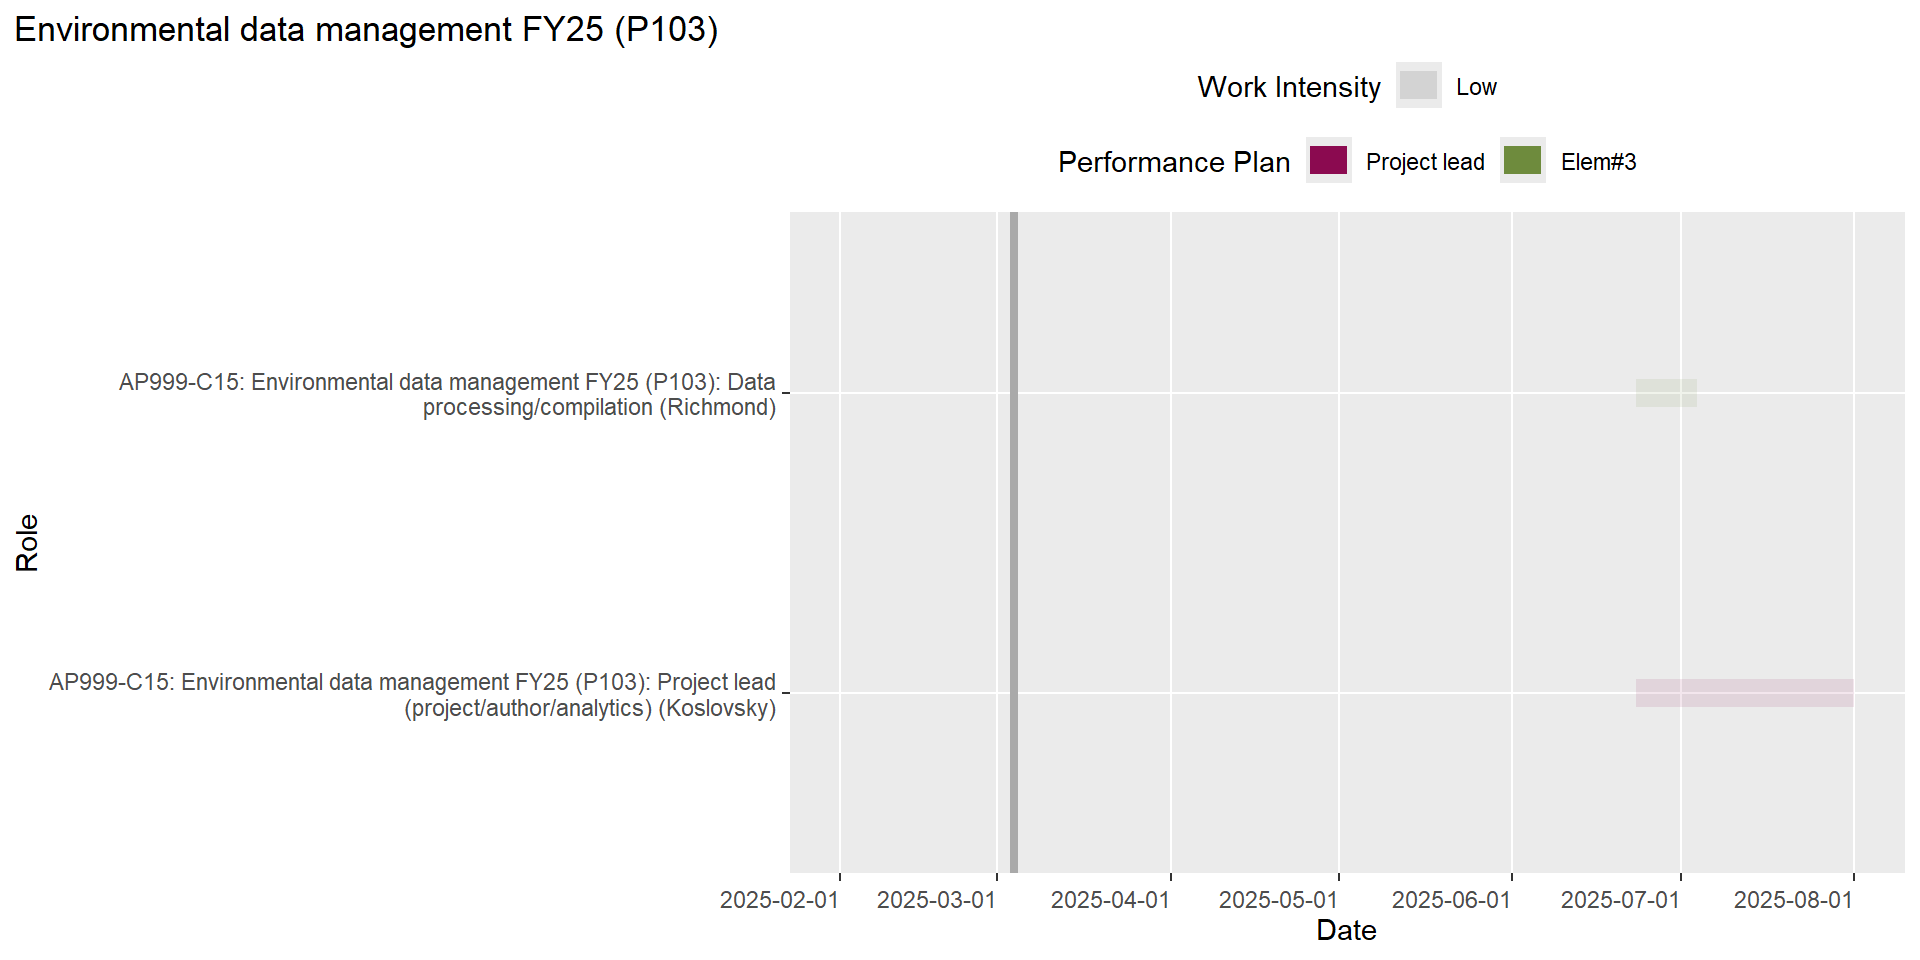 Environmental data management FY25 (P103)
Work Intensity Low
Performance Plan Project lead Elem#3
AP999-C15: Environmental data management FY25 (P103): Data
processing/compilation (Richmond)
Role
AP999-C15: Environmental data management FY25 (P103): Project lead
(project/author/analytics) (Koslovsky)
2025-02-01 2025-03-01 2025-04-01 2025-05-01 2025-06-01 2025-07-01 2025-08-01
Date